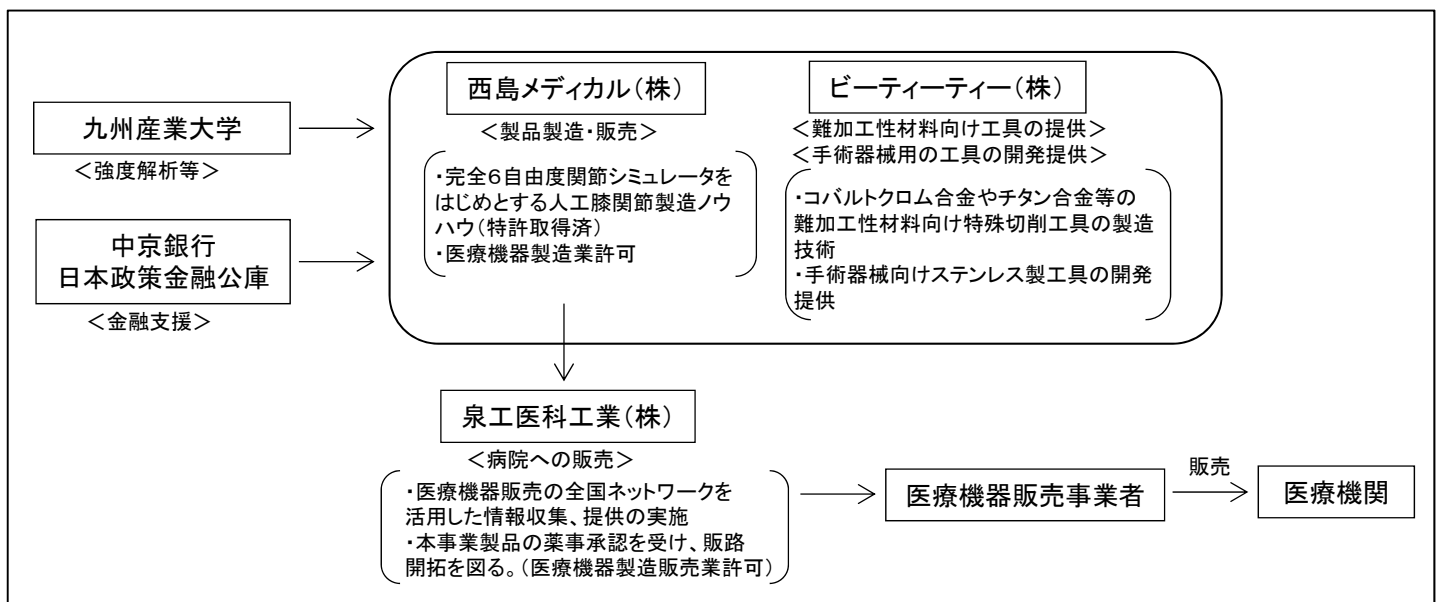 九州産業大学
<強度解析等>
中京銀行
日本政策金融公庫
<金融支援>
西島メディカル(株)
<製品製造・販売>
・完全6自由度関節シミュレータを
はじめとする人工膝関節製造ノウ
ハウ(特許取得済)
・医療機器製造業許可
ビーティーティー(株)
<難加工性材料向け工具の提供>
<手術器械用の工具の開発提供>
・コバルトクロム合金やチタン合金等の
難加工性材料向け特殊切削工具の製造
技術
・手術器械向けステンレス製工具の開発
提供
泉工医科工業(株)
<病院への販売>
・医療機器販売の全国ネットワークを
活用した情報収集、提供の実施
・本事業製品の薬事承認を受け、販路
開拓を図る。(医療機器製造販売業許可)
医療機器販売事業者
販売
医療機関